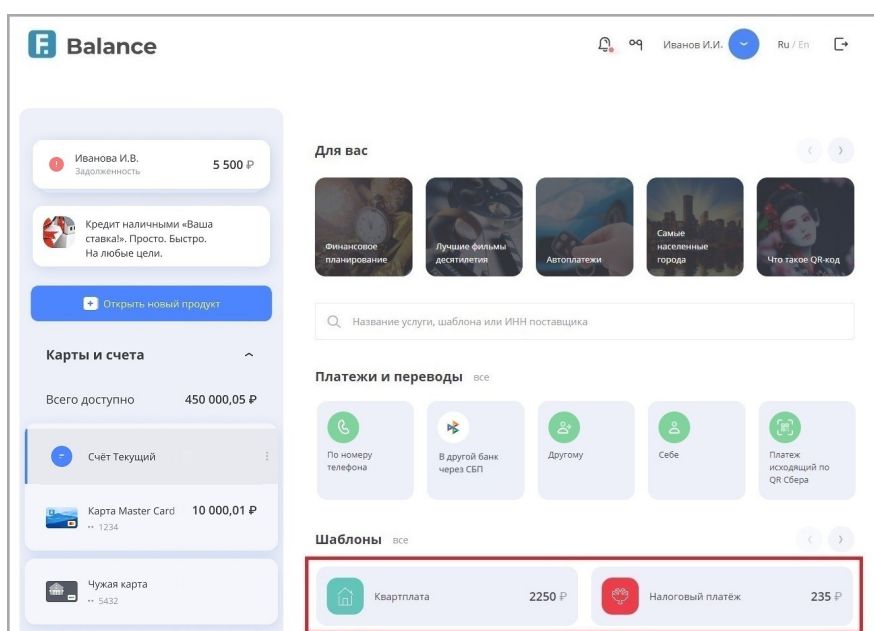 F. Balance
Иванов И.И.
Ru / En
Иванова И.В.
Задолженность
5 500 ₽
Кредит наличными «Ваша
ставка!». Просто. Быстро.
На любые цели.
Открыть новый продукт
Карты и счета
Всего доступно 450 000,05 ₽
Счёт Текущий
Карта Master Card 10 000,01 ₽
•• 1234
Чужая карта
•• 5432
Для вас
Финансовое
планирование
Лучшие фильмы
десятилетия
Автоплатежи
Самые
населенные
города
Что такое QR-код
Название услуги, шаблона или ИНН поставщика
Платежи и переводы все
По номеру
телефона
В другой банк
через СБП
Другому
Себе
Платеж
исходящий по
QR Сбера
Шаблоны все
Квартплата 2250 ₽
Налоговый платёж 235 ₽